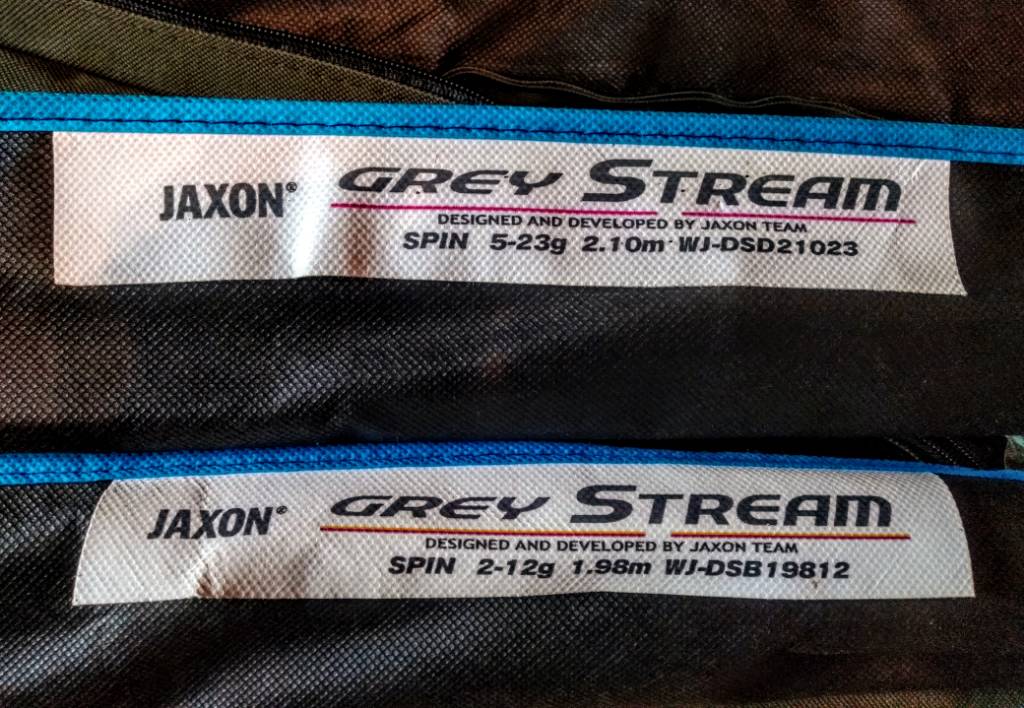 JAXON® GREY STREAM
DESIGNED AND DEVELOPED BY JAXON TEAM
SPIN 5-23g 2.10m WJ-DSD21023
JAXON® GREY STREAM
DESIGNED AND DEVELOPED BY JAXON TEAM
SPIN 2-12g 1.98m WJ-DSB19812